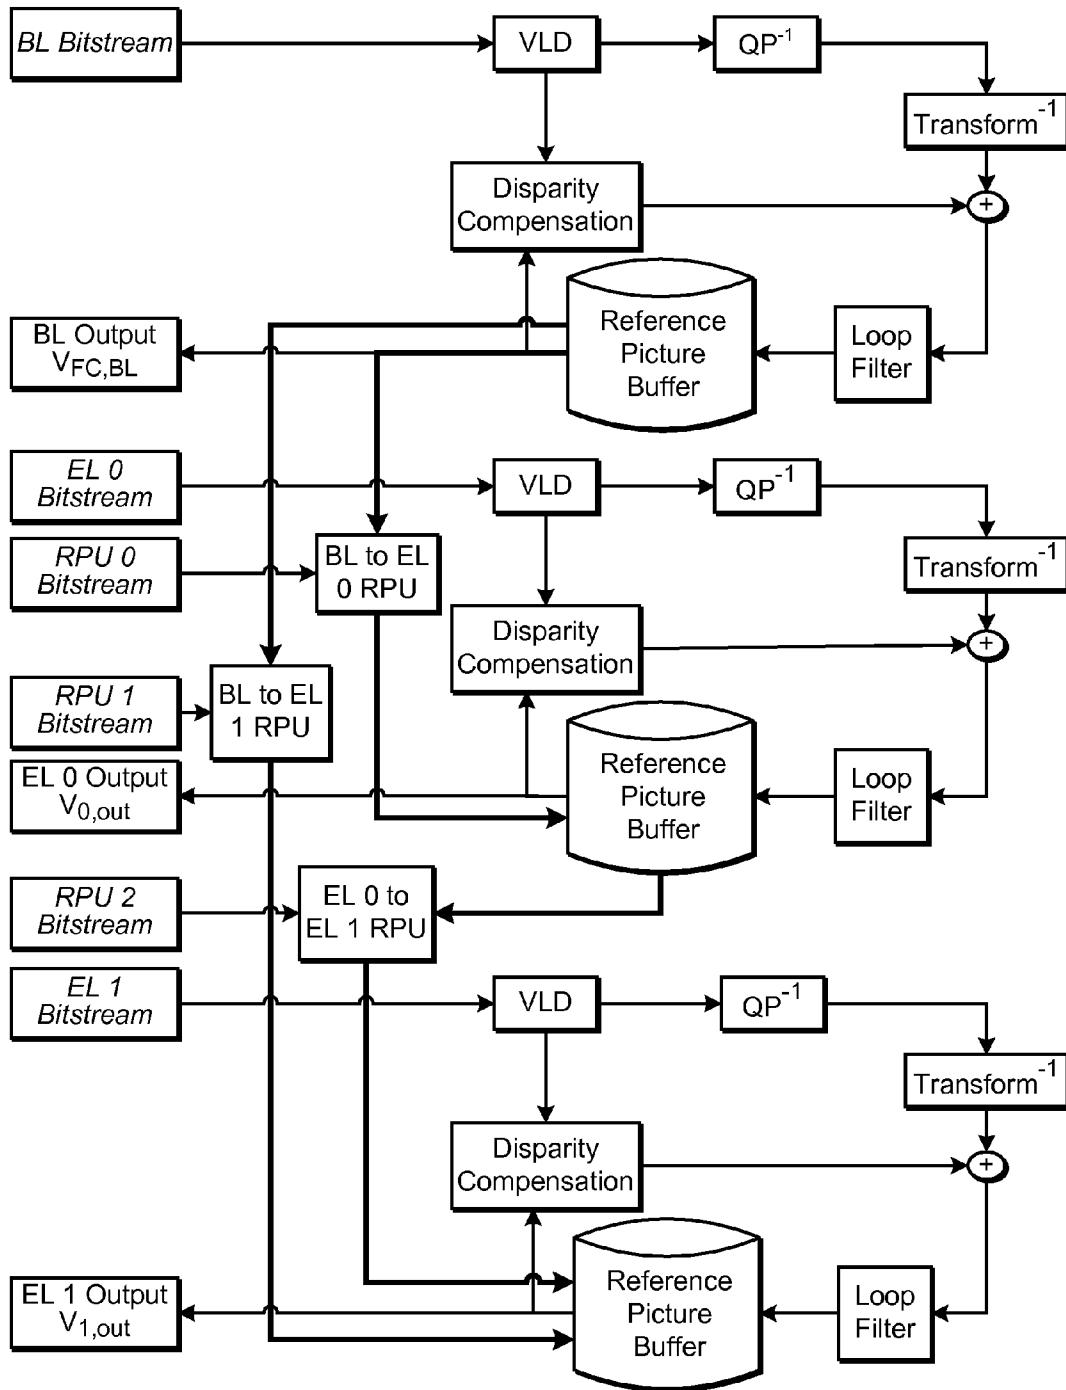 BL Bitstream
VLD
QP-1
Transform-1
Disparity
Compensation
+
BL Output
VFC,BL
Reference
Picture
Buffer
Loop
Filter
EL 0
Bitstream
VLD
QP-1
RPU 0
Bitstream
BL to EL
0 RPU
Transform-1
Disparity
Compensation
+
RPU 1
Bitstream
BL to EL
1 RPU
EL 0 Output
V0,out
Reference
Picture
Buffer
Loop
Filter
RPU 2
Bitstream
EL 0 to
EL 1 RPU
EL 1
Bitstream
VLD
QP-1
Transform-1
Disparity
Compensation
+
EL 1 Output
V1,out
Reference
Picture
Buffer
Loop
Filter